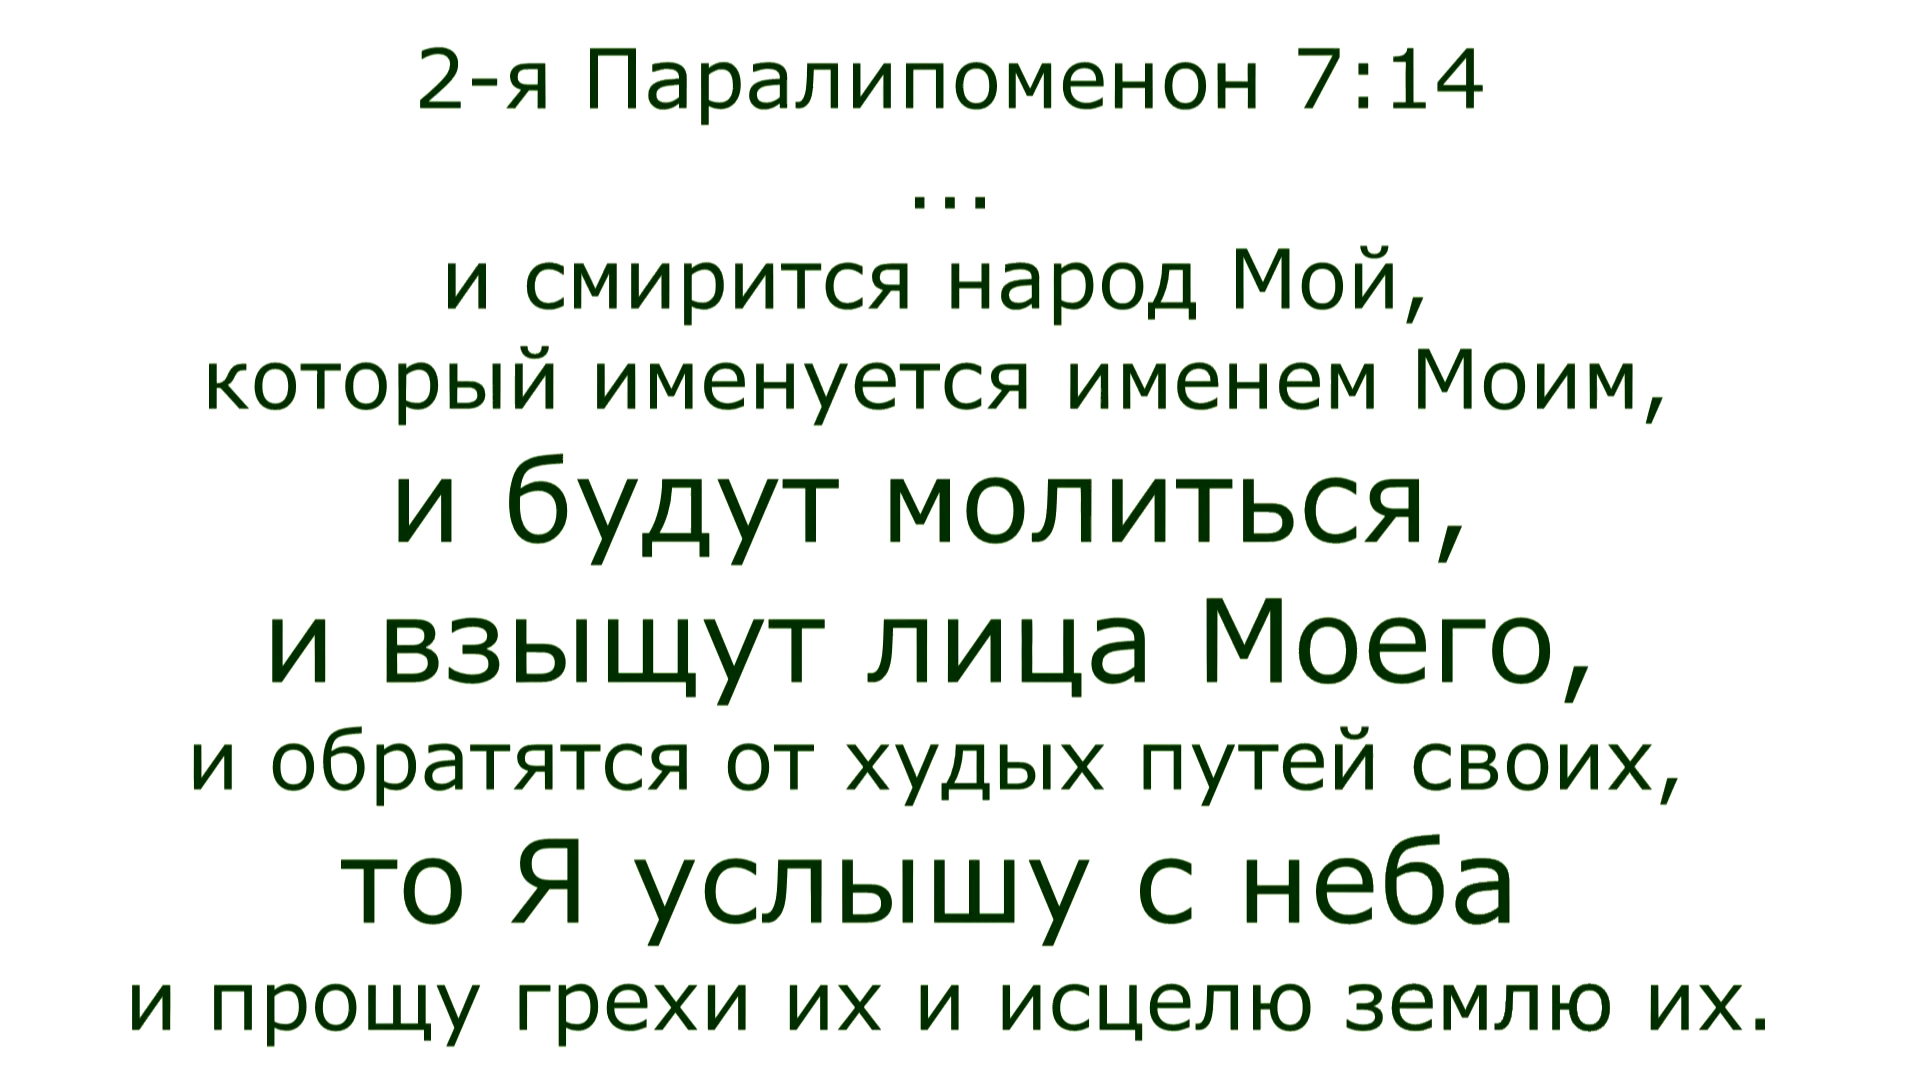 2-я Паралипоменон 7:14
...
и смирится народ Мой,
который именуется именем Моим,
и будут молиться,
и взыщут лица Моего,
и обратятся от худых путей своих,
то Я услышу с неба
и прощу грехи их и исцелю землю их.